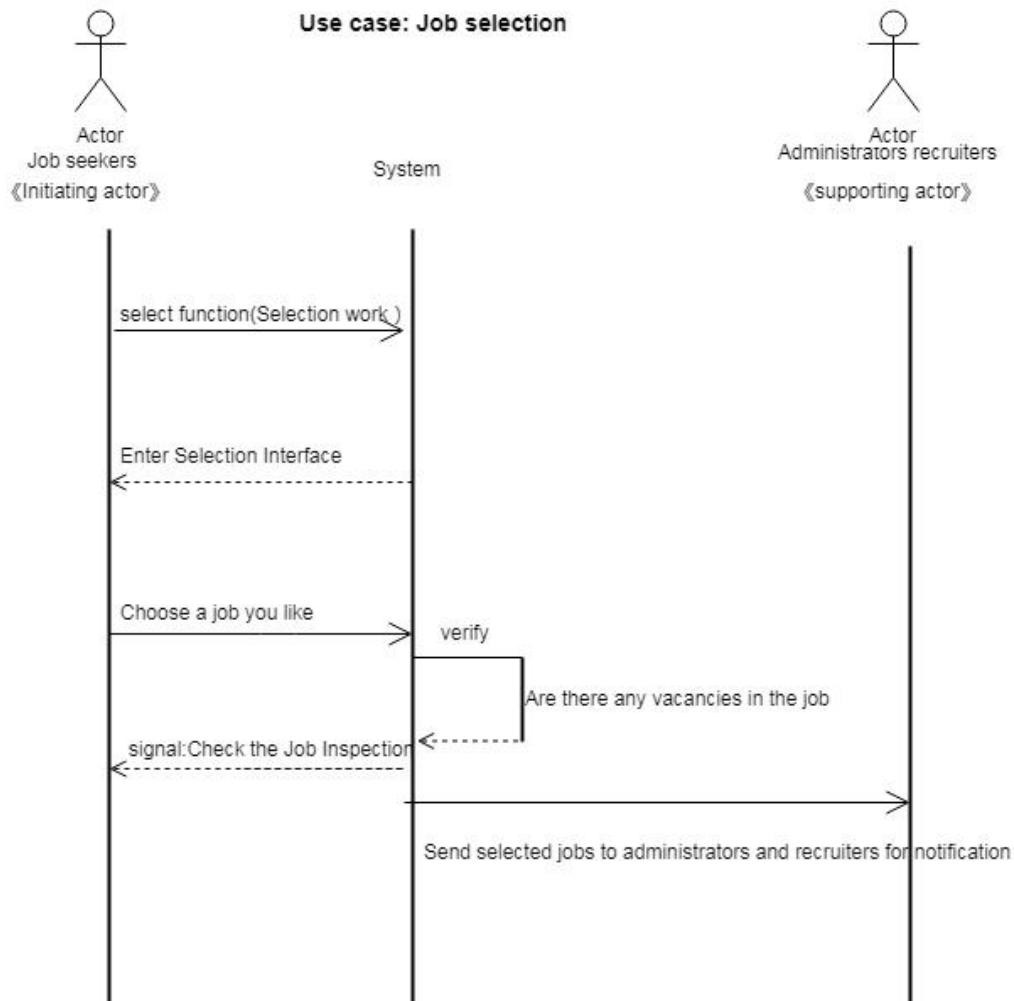 Use case: Job selection
Actor
Job seekers
《Initiating actor》
System
Actor
Administrators recruiters
《supporting actor》
select function(Selection work )
Enter Selection Interface
Choose a job you like
verify
Are there any vacancies in the job
signal:Check the Job Inspection
Send selected jobs to administrators and recruiters for notification